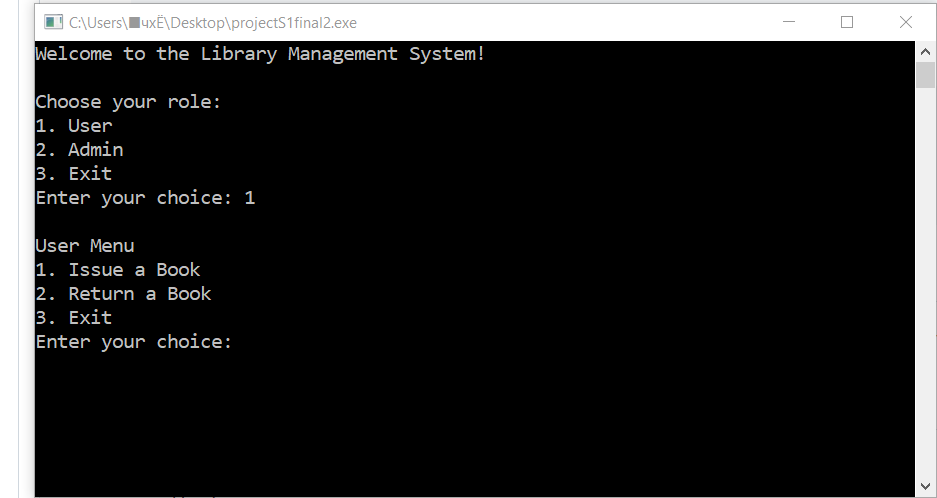 C:\Users\■чхЁ\Desktop\projectS1final2.exe
Welcome to the Library Management System!
Choose your role:
1. User
2. Admin
3. Exit
Enter your choice: 1
User Menu
1. Issue a Book
2. Return a Book
3. Exit
Enter your choice: